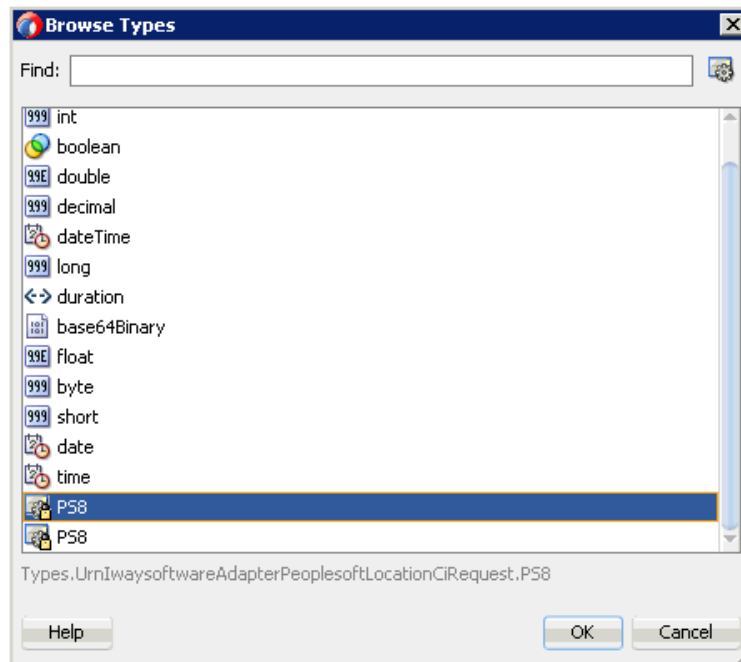 Browse Types
Find:
int
boolean
double
decimal
dateTime
long
duration
base64Binary
float
byte
short
date
time
PS8
PS8
Types.UrnIwaysoftwareAdapterPeoplesoftLocationCiRequest.PS8
Help
OK
Cancel